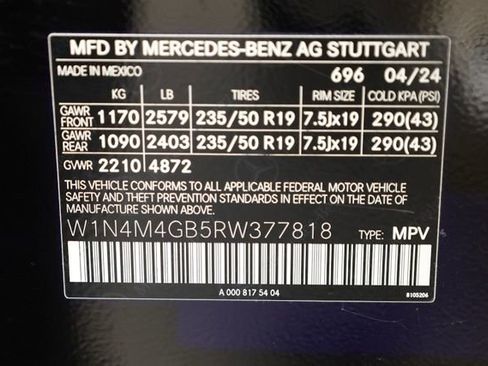 MFD BY MERCEDES-BENZ AG STUTTGART
MADE IN MEXICO 696 04/24
KG LB TIRES RIM SIZE COLD KPA (PSI)
GAWR FRONT 1170 2579 235/50 R19 7.5Jx19 290(43)
GAWR REAR 1090 2403 235/50 R19 7.5Jx19 290(43)
GVWR 2210 4872
THIS VEHICLE CONFORMS TO ALL APPLICABLE FEDERAL MOTOR VEHICLE
SAFETY AND THEFT PREVENTION STANDARDS IN EFFECT ON THE DATE
OF MANUFACTURE SHOWN ABOVE.
W1N4M4GB5RW377818 TYPE: MPV
A 000 817 54 04 8105206